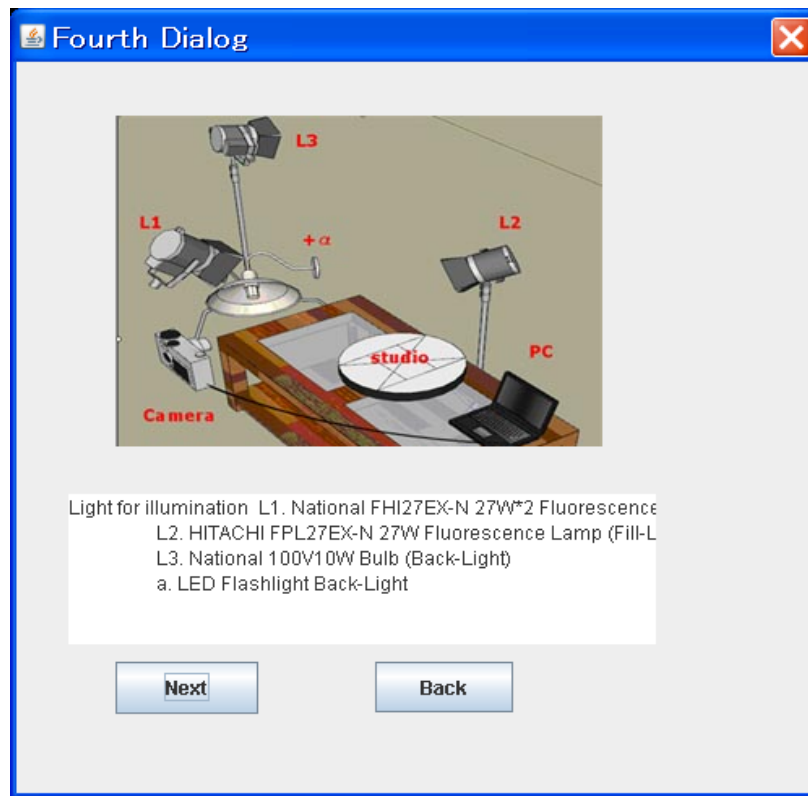 Fourth Dialog
L3
L1
L2
+α
studio
PC
Camera
Light for illumination L1. National FHI27EX-N 27W*2 Fluorescence
L2. HITACHI FPL27EX-N 27W Fluorescence Lamp (Fill-L
L3. National 100V10W Bulb (Back-Light)
a. LED Flashlight Back-Light
Next Back